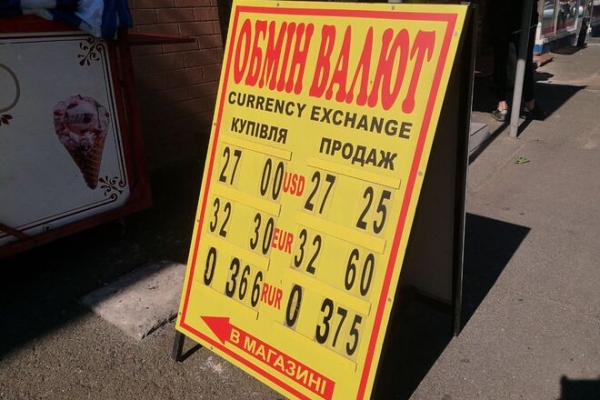 ОБМІН ВАЛЮТ
CURRENCY EXCHANGE
КУПІВЛЯ ПРОДАЖ
27 00 USD 27 25
32 30 EUR 32 60
0 366 RUR 0 375
В МАГАЗИНІ